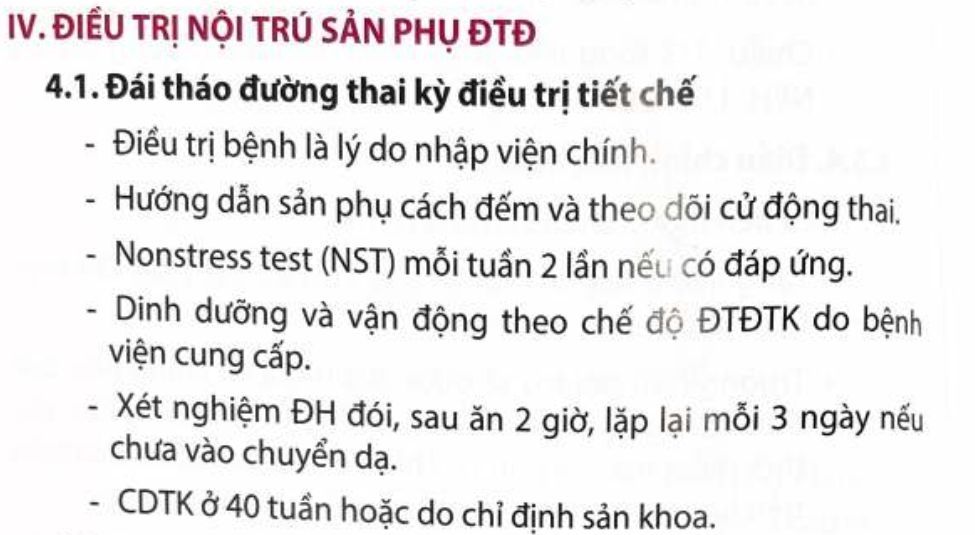 IV. ĐIỀU TRỊ NỘI TRÚ SẢN PHỤ ĐTĐ
4.1. Đái tháo đường thai kỳ điều trị tiết chế
- Điều trị bệnh là lý do nhập viện chính.
- Hướng dẫn sản phụ cách đếm và theo dõi cử động thai.
- Nonstress test (NST) mỗi tuần 2 lần nếu có đáp ứng.
- Dinh dưỡng và vận động theo chế độ ĐTĐTK do bệnh
viện cung cấp.
- Xét nghiệm ĐH đói, sau ăn 2 giờ, lặp lại mỗi 3 ngày nếu
chưa vào chuyển dạ.
- CDTK ở 40 tuần hoặc do chỉ định sản khoa.